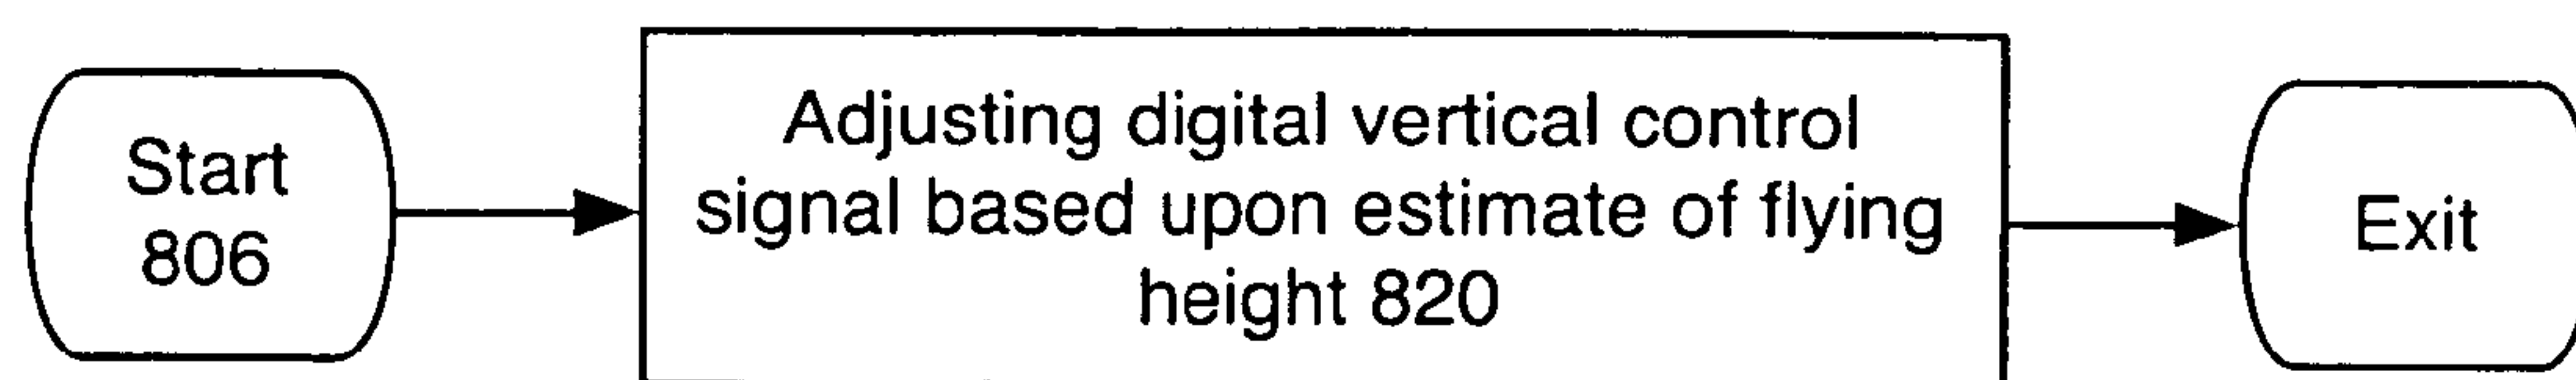 Start
806
Adjusting digital vertical control
signal based upon estimate of flying
height 820
Exit